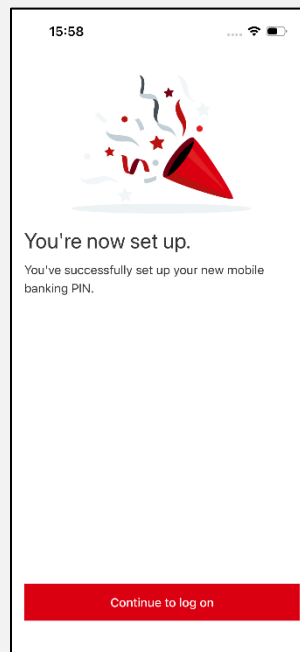 15:58
You're now set up.
You've successfully set up your new mobile
banking PIN.
Continue to log on